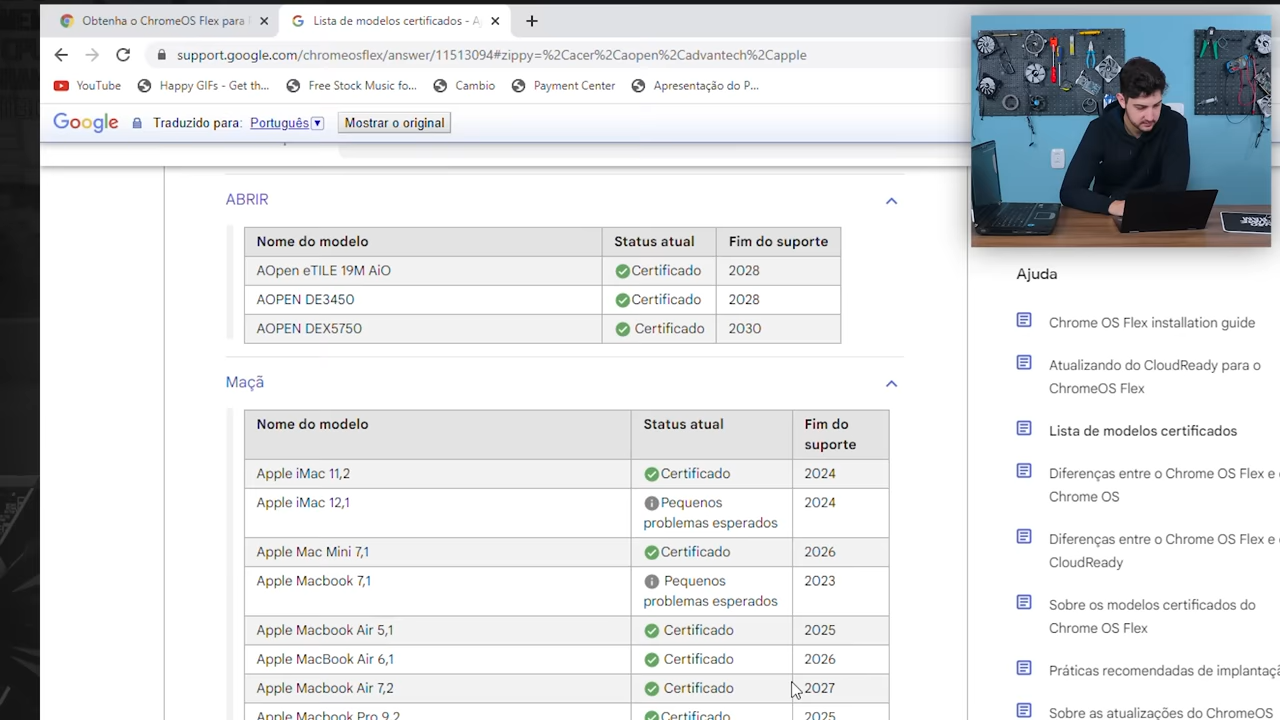 Obtenha o ChromeOS Flex para
Lista de modelos certificados - A
support.google.com/chromeosflex/answer/11513094#zippy=%2Cacer%2Caopen%2Cadvantech%2Capple
YouTube
Happy GIFs - Get th...
Free Stock Music fo...
Cambio
Payment Center
Apresentação do P...
Google
Traduzido para: Português
Mostrar o original
ABRIR
Nome do modelo Status atual Fim do suporte
AOpen eTILE 19M AiO Certificado 2028
AOPEN DE3450 Certificado 2028
AOPEN DEX5750 Certificado 2030
Maçã
Nome do modelo Status atual Fim do suporte
Apple iMac 11,2 Certificado 2024
Apple iMac 12,1 Pequenos problemas esperados 2024
Apple Mac Mini 7,1 Certificado 2026
Apple Macbook 7,1 Pequenos problemas esperados 2023
Apple Macbook Air 5,1 Certificado 2025
Apple MacBook Air 6,1 Certificado 2026
Apple Macbook Air 7,2 Certificado 2027
Apple Macbook Pro 9,2 Certificado 2025
Ajuda
Chrome OS Flex installation guide
Atualizando do CloudReady para o
ChromeOS Flex
Lista de modelos certificados
Diferenças entre o Chrome OS Flex e
Chrome OS
Diferenças entre o Chrome OS Flex e
CloudReady
Sobre os modelos certificados do
Chrome OS Flex
Práticas recomendadas de implantaç
Sobre as atualizações do ChromeOS